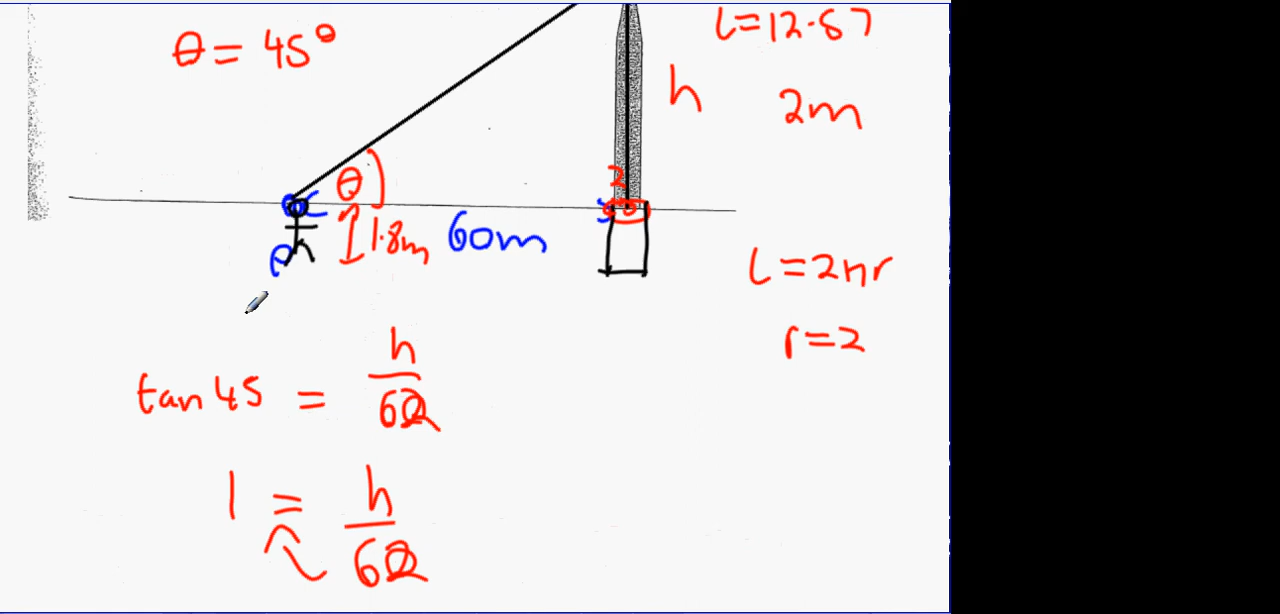 θ = 45°
l=12.57
h
2m
2
θ
1.8m
60m
l=2πr
r=2
tan 45 = h
62
1 = h
62